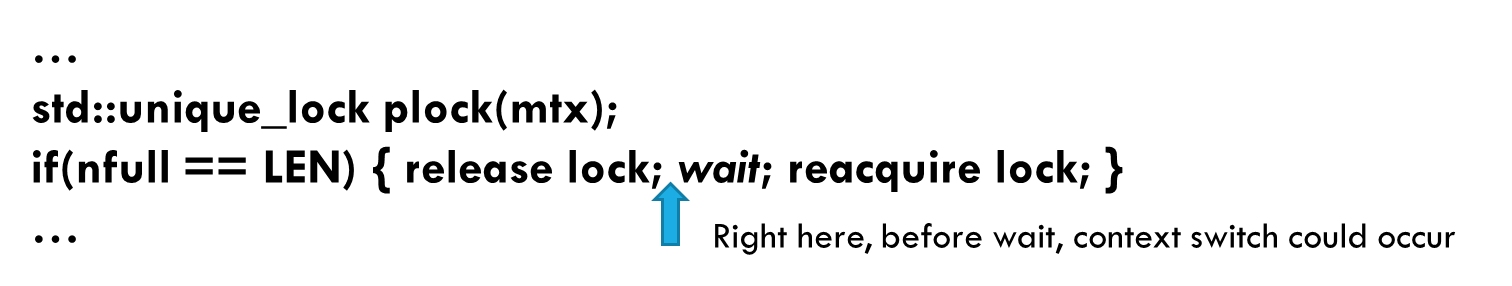 ...
std::unique_lock plock(mtx);
if(nfull == LEN) { release lock; wait; reacquire lock; }
...
Right here, before wait, context switch could occur